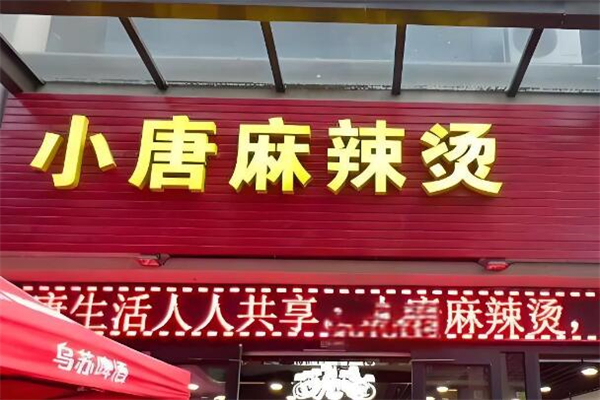 小唐麻辣烫
生活人人共享
麻辣烫，
乌苏啤酒